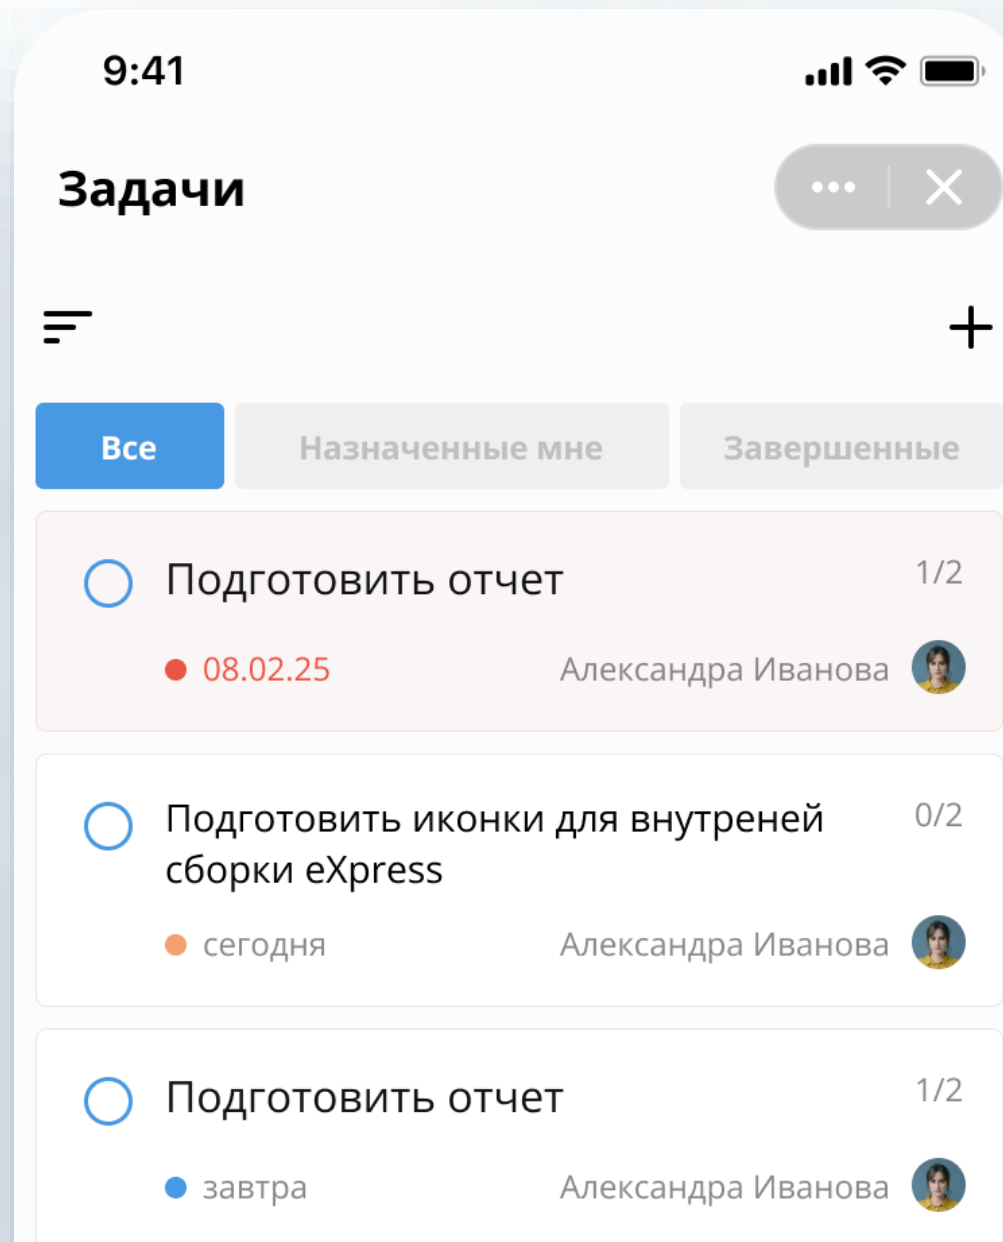 9:41
Задачи
Все
Назначенные мне
Завершенные
Подготовить отчет
1/2
08.02.25
Александра Иванова
Подготовить иконки для внутреней
0/2
сборки eXpress
сегодня
Александра Иванова
Подготовить отчет
1/2
завтра
Александра Иванова